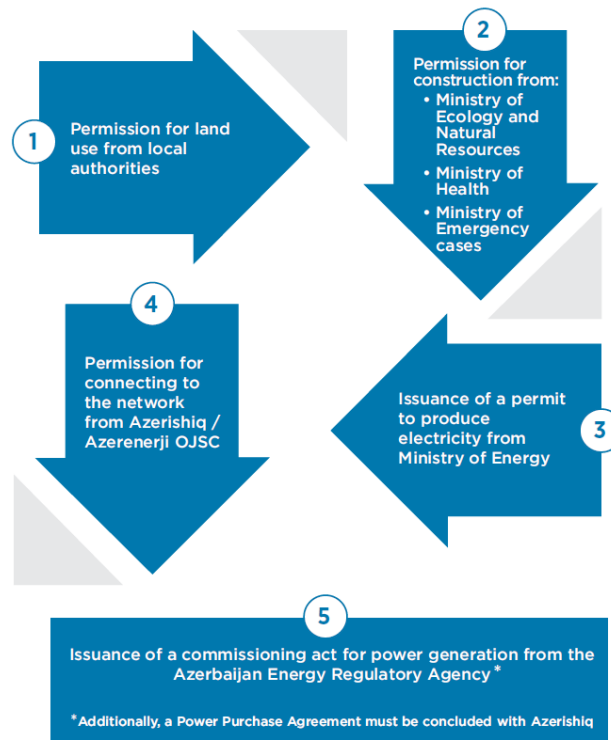 1
Permission for land
use from local
authorities
2
Permission for
construction from:
• Ministry of
Ecology and
Natural
Resources
• Ministry of
Health
• Ministry of
Emergency
cases
3
Issuance of a permit
to produce
electricity from
Ministry of Energy
4
Permission for
connecting to
the network
from Azerishiq /
Azerenerji OJSC
5
Issuance of a commissioning act for power generation from the
Azerbaijan Energy Regulatory Agency*
*Additionally, a Power Purchase Agreement must be concluded with Azerishiq